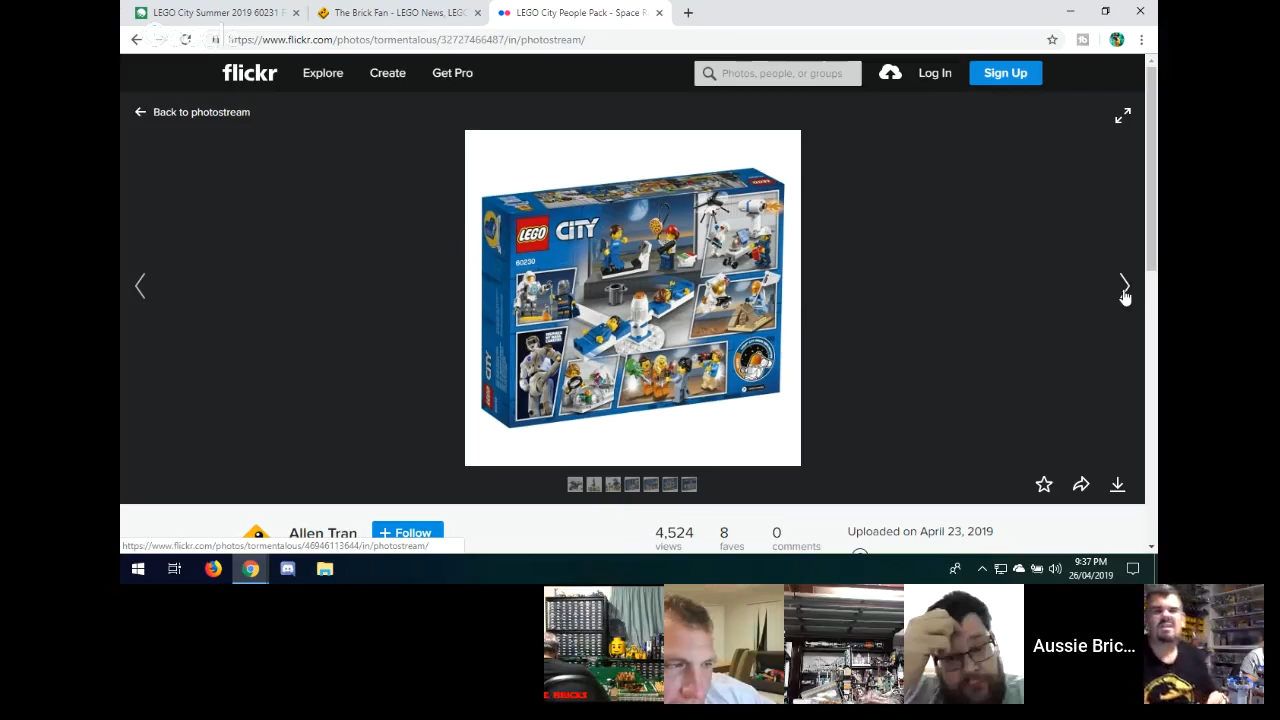 LEGO City Summer 2019 60231 F
The Brick Fan - LEGO News, LEGO
LEGO City People Pack - Space R
https://www.flickr.com/photos/tormentalous/32727466487/in/photostream/
flickr
Explore
Create
Get Pro
Photos, people, or groups
Log In
Sign Up
Back to photostream
LEGO
CITY
60230
LEGO
CITY
LEGO
Allen Tran
+ Follow
4,524
views
8
faves
0
comments
Uploaded on April 23, 2019
https://www.flickr.com/photos/tormentalous/46946113644/in/photostream/
9:37 PM
26/04/2019
E BRICKS
Aussie Bric...